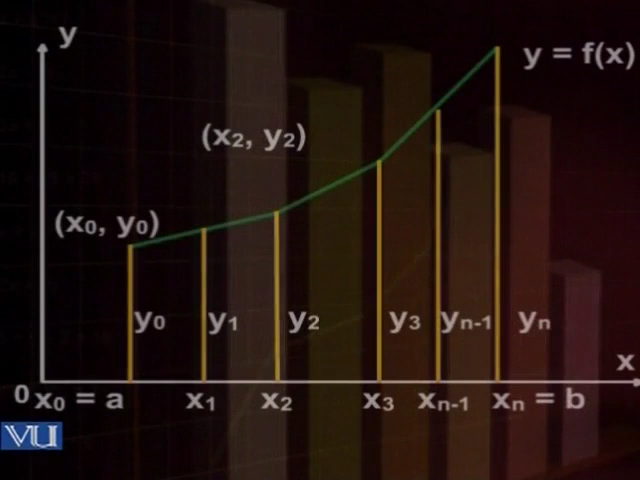 y
y = f(x)
(x₂, y₂)
(x₀, y₀)
y₀ y₁ y₂ y₃ yₙ₋₁ yₙ
x
0 x₀ = a x₁ x₂ x₃ xₙ₋₁ xₙ = b
VU